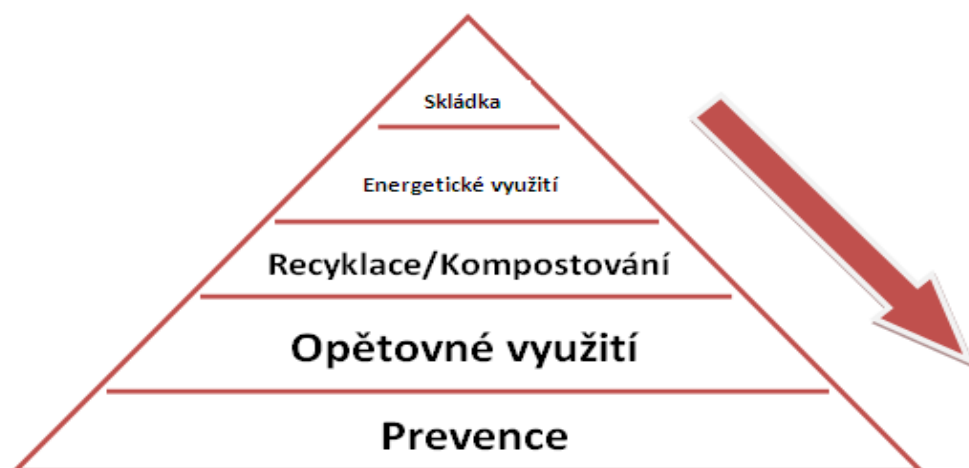 Skládka
Energetické využití
Recyklace/Kompostování
Opětovné využití
Prevence